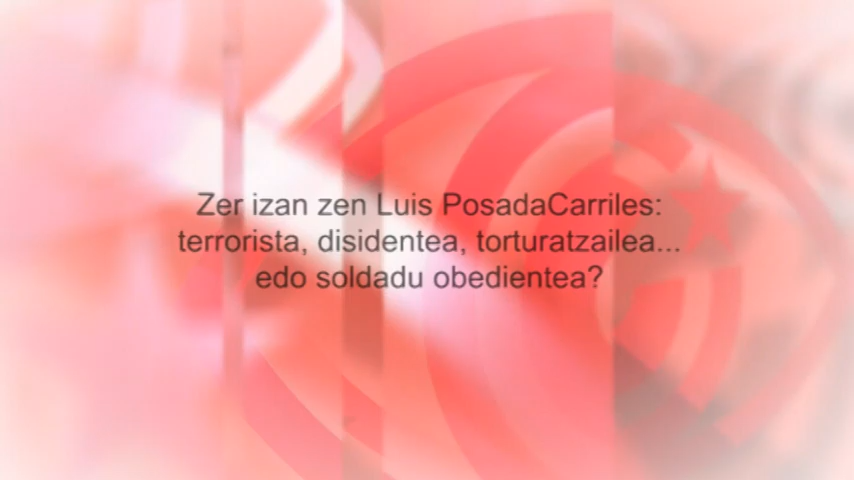 Zer izan zen Luis PosadaCarriles:
terrorista, disidentea, torturatzailea...
edo soldadu obedientea?